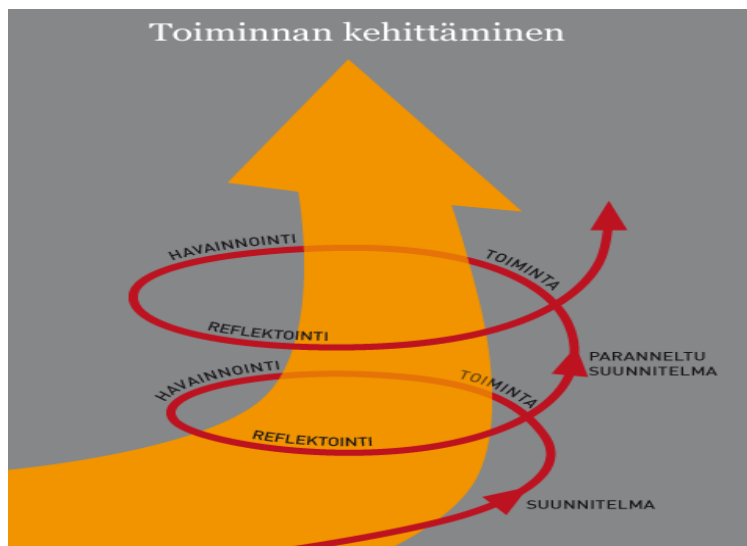 Toiminnan kehittäminen
HAVAINNOINTI
TOIMINTA
REFLEKTOINTI
PARANNELTU
SUUNNITELMA
HAVAINNOINTI
TOIMINTA
REFLEKTOINTI
SUUNNITELMA